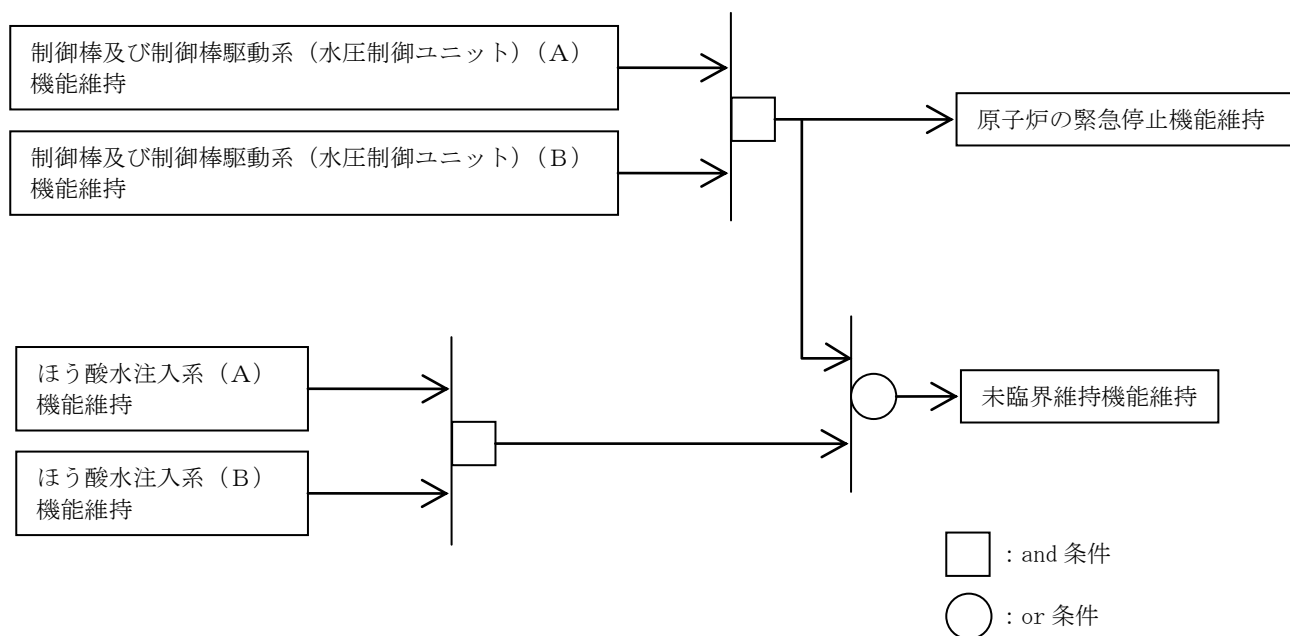 制御棒及び制御棒駆動系（水圧制御ユニット）（Ａ）
機能維持
制御棒及び制御棒駆動系（水圧制御ユニット）（Ｂ）
機能維持
原子炉の緊急停止機能維持
ほう酸水注入系（Ａ）
機能維持
ほう酸水注入系（Ｂ）
機能維持
未臨界維持機能維持
：and 条件
：or 条件